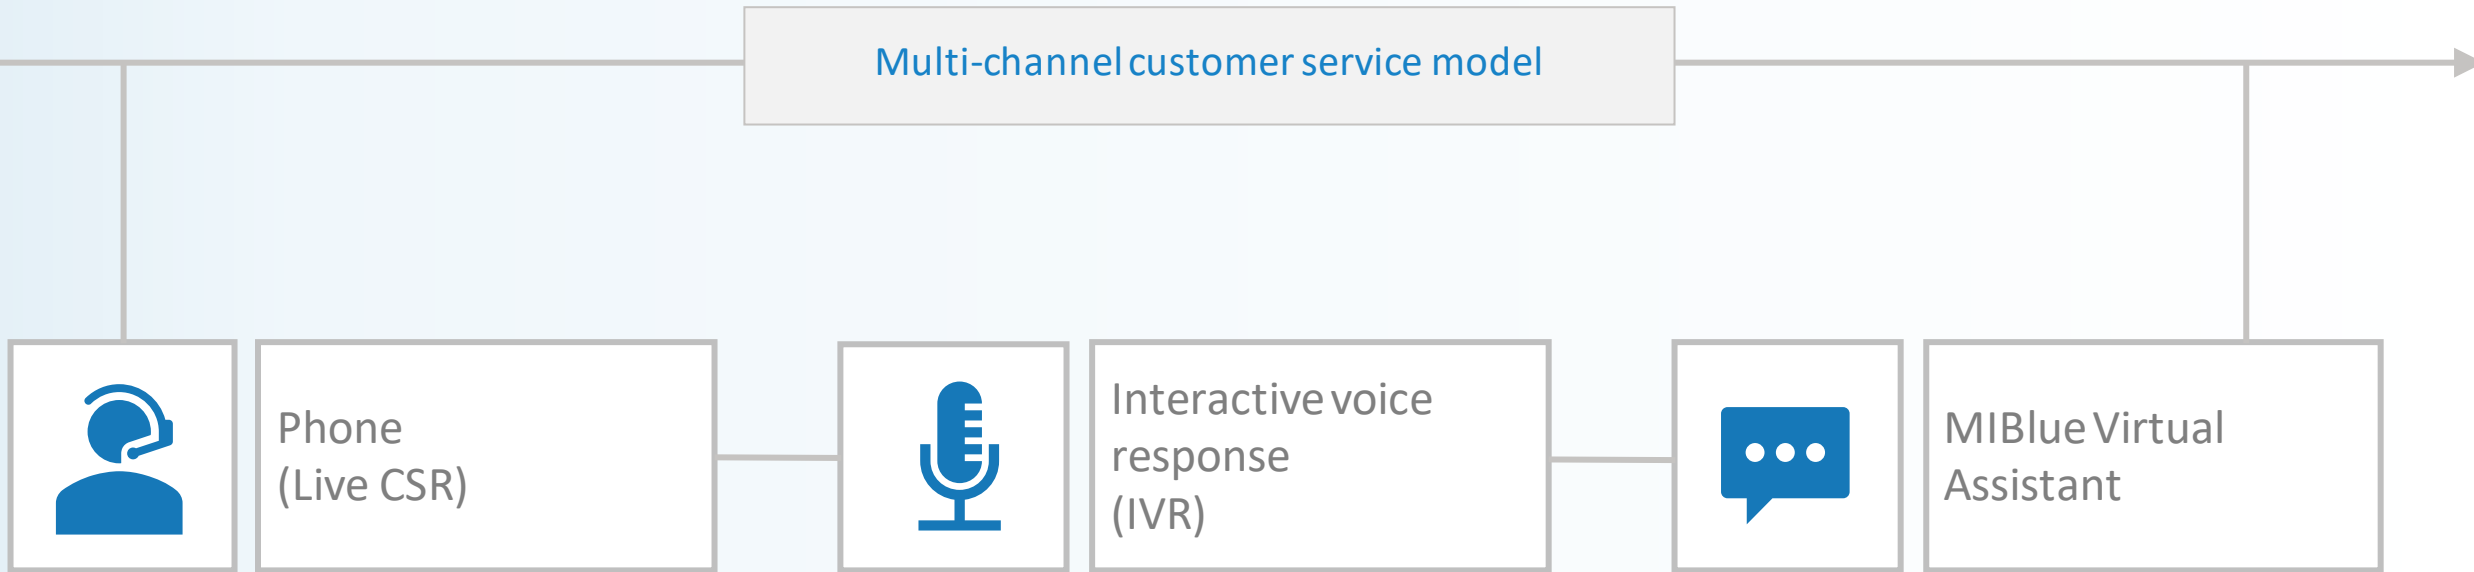 Multi-channel customer service model
Phone
(Live CSR)
Interactive voice
response
(IVR)
MIBlue Virtual
Assistant